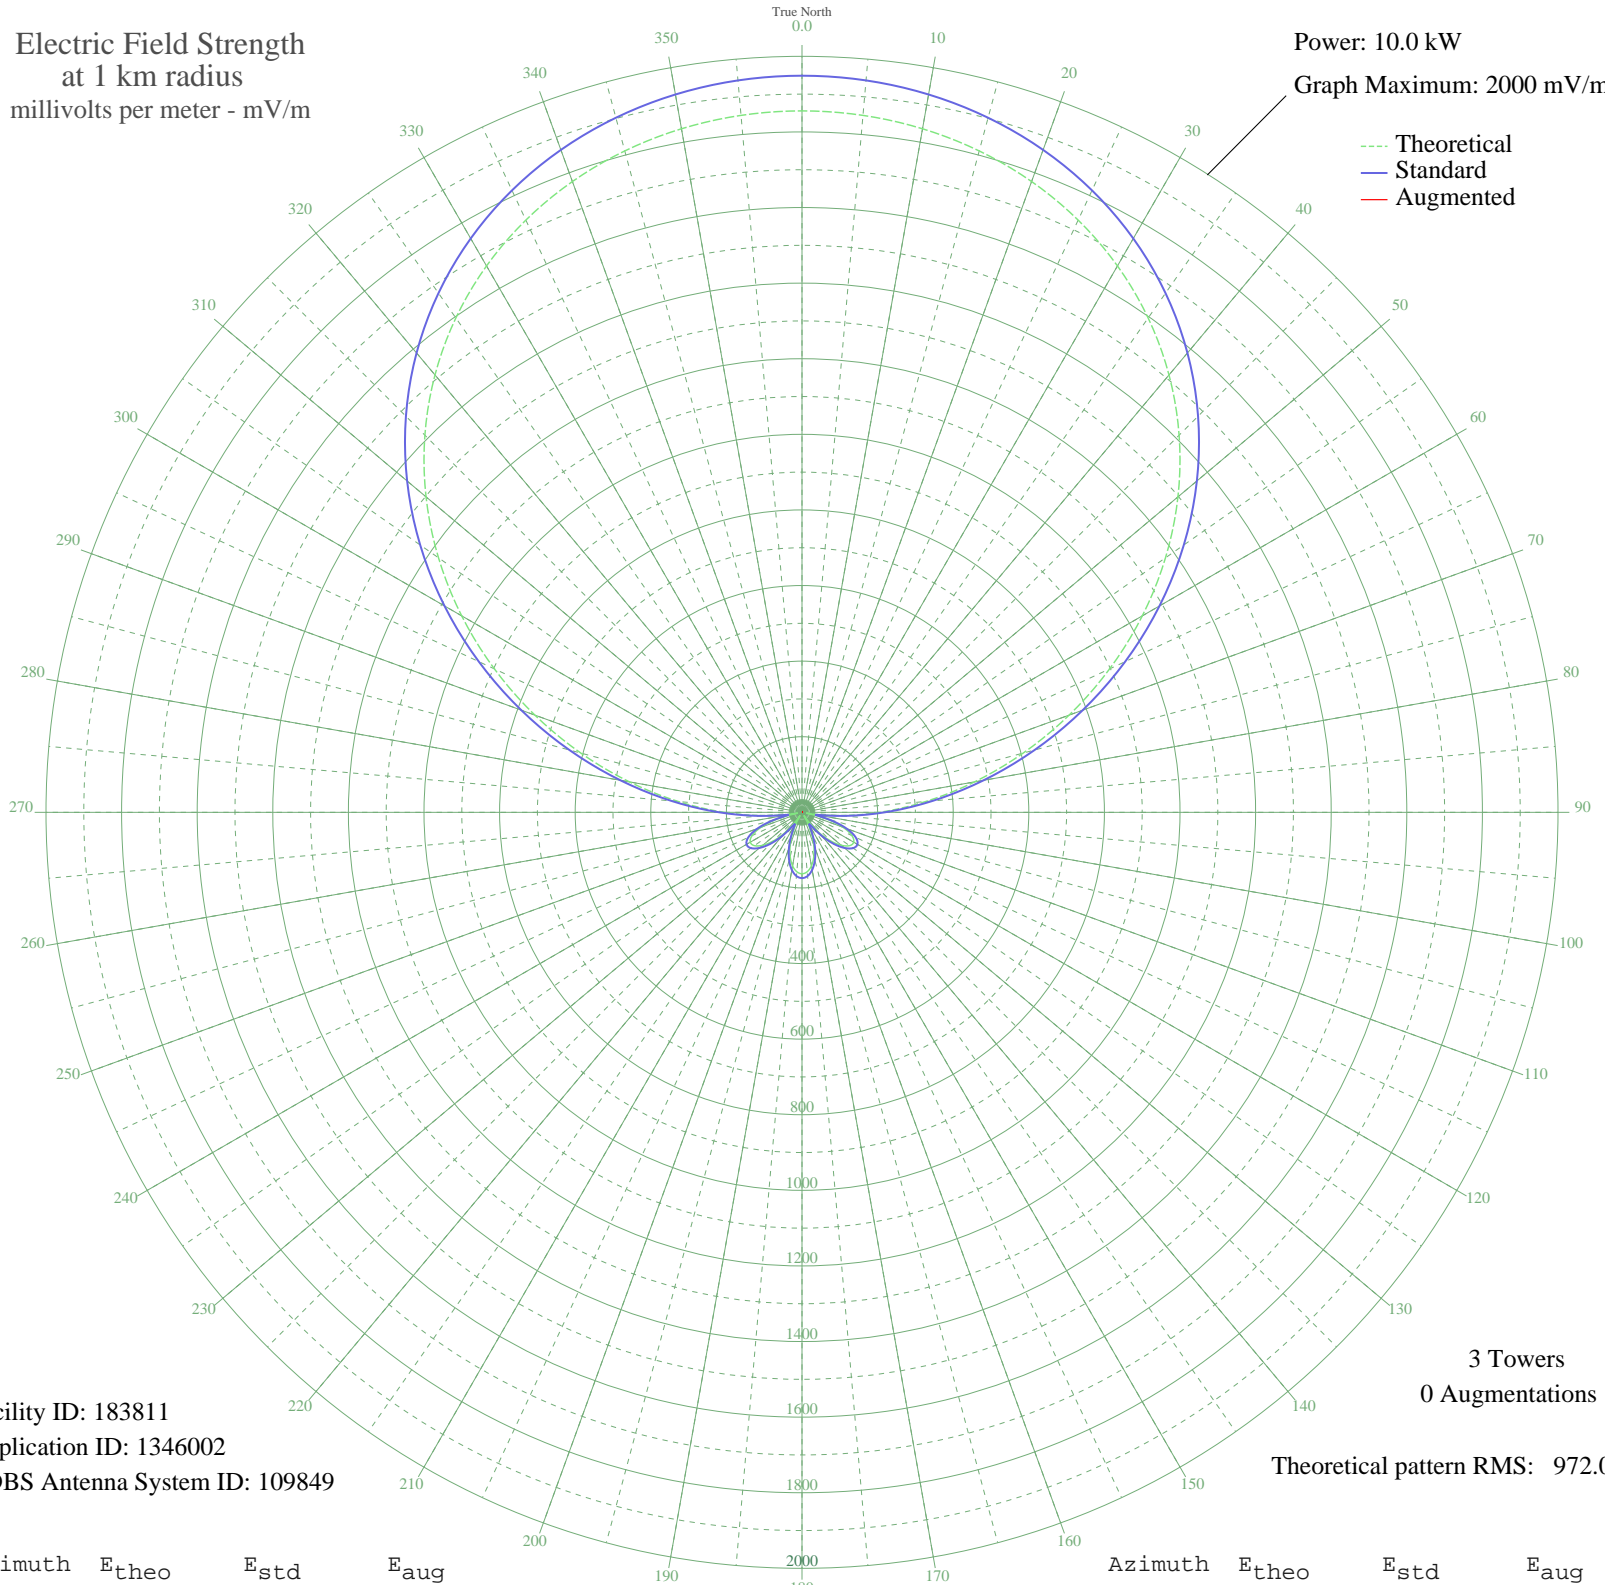 True North
Electric Field Strength
at 1 km radius
millivolts per meter - mV/m
Power: 10.0 kW
Graph Maximum: 2000 mV/m
Theoretical
Standard
Augmented
0.0
10
20
30
40
50
60
70
80
90
100
110
120
130
140
150
160
170
190
200
210
220
230
240
250
260
270
280
290
300
310
320
330
340
350
400
600
800
1000
1200
1400
1600
1800
2000
3 Towers
0 Augmentations
Theoretical pattern RMS: 972.0
cility ID: 183811
plication ID: 1346002
DBS Antenna System ID: 109849
imuth Etheo Estd Eaug
Azimuth Etheo Estd Eaug